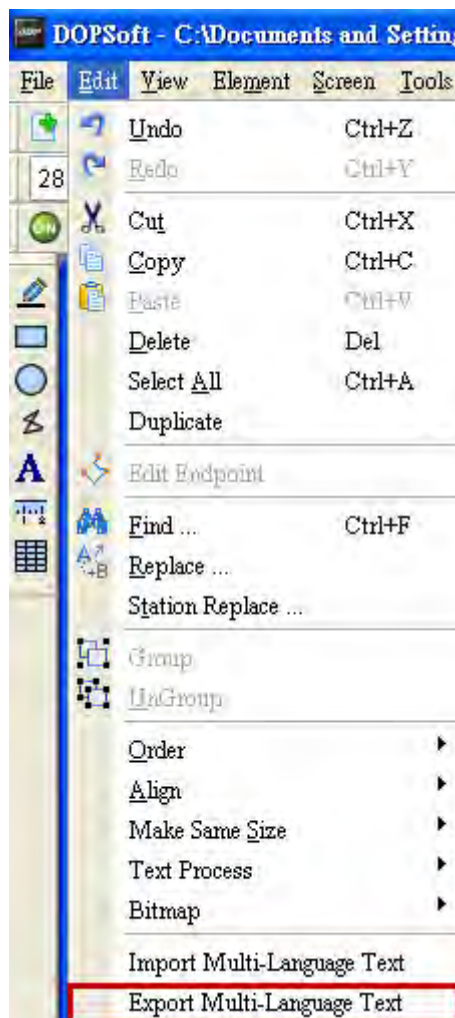 DOPSoft - C:\Documents and Setting
File Edit View Element Screen Tools
Undo Ctrl+Z
Redo Ctrl+Y
28
Cut Ctrl+X
Copy Ctrl+C
Paste Ctrl+V
Delete Del
Select All Ctrl+A
Duplicate
A
Edit Endpoint
Find ... Ctrl+F
Replace ...
Station Replace ...
Group
UnGroup
Order
Align
Make Same Size
Text Process
Bitmap
Import Multi-Language Text
Export Multi-Language Text